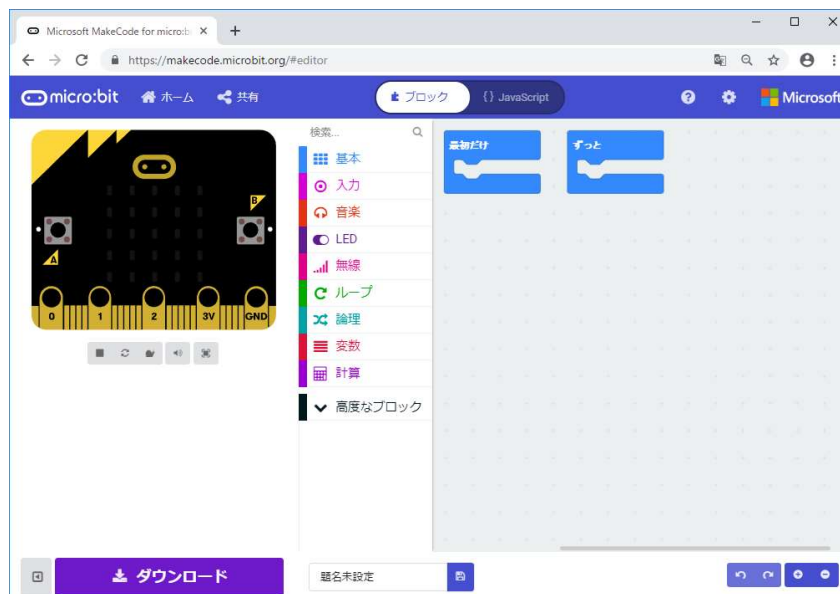 Microsoft MakeCode for micro:b
https://makecode.microbit.org/#editor
micro:bit ホーム 共有 ブロック {} JavaScript Microsoft
検索...
基本
入力
音楽
LED
無線
ループ
論理
変数
計算
高度なブロック
最初だけ
ずっと
B
A
0 1 2 3V GND
ダウンロード
題名未設定